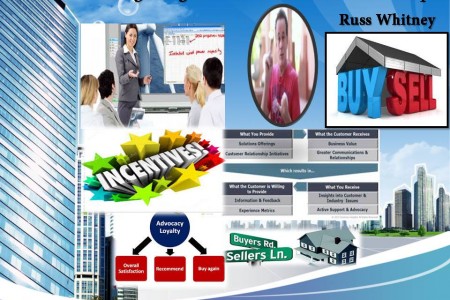 Russ Whitney
BUY SELL
INCENTIVES!
What You Provide
What the Customer Receives
Solutions Offerings
Business Value
Customer Relationship Initiatives
Greater Communications &
Relationships
Which results in...
What the Customer is Willing
to Provide
What You Receive
Information & Feedback
Insights into Customer &
Industry Issues
Experience Metrics
Active Support & Advocacy
Advocacy
Loyalty
Overall
Satisfaction
Recommend
Buy again
Buyers Rd.
Sellers Ln.